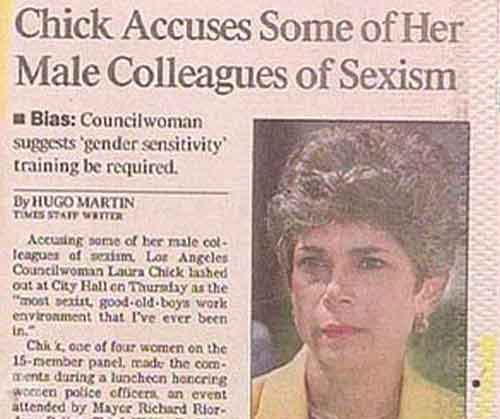 Chick Accuses Some of Her
Male Colleagues of Sexism
■ Bias: Councilwoman
suggests 'gender sensitivity'
training be required.
By HUGO MARTIN
TIMES STAFF WRITER
Accusing some of her male col-
leagues of sexism, Los Angeles
Councilwoman Laura Chick lashed
out at City Hall on Thursday as the
"most sexist, good-old-boys work
environment that I've ever been
in."
Chick, one of four women on the
15-member panel, made the com-
ments during a luncheon honoring
women police officers, an event
attended by Mayor Richard Rior-